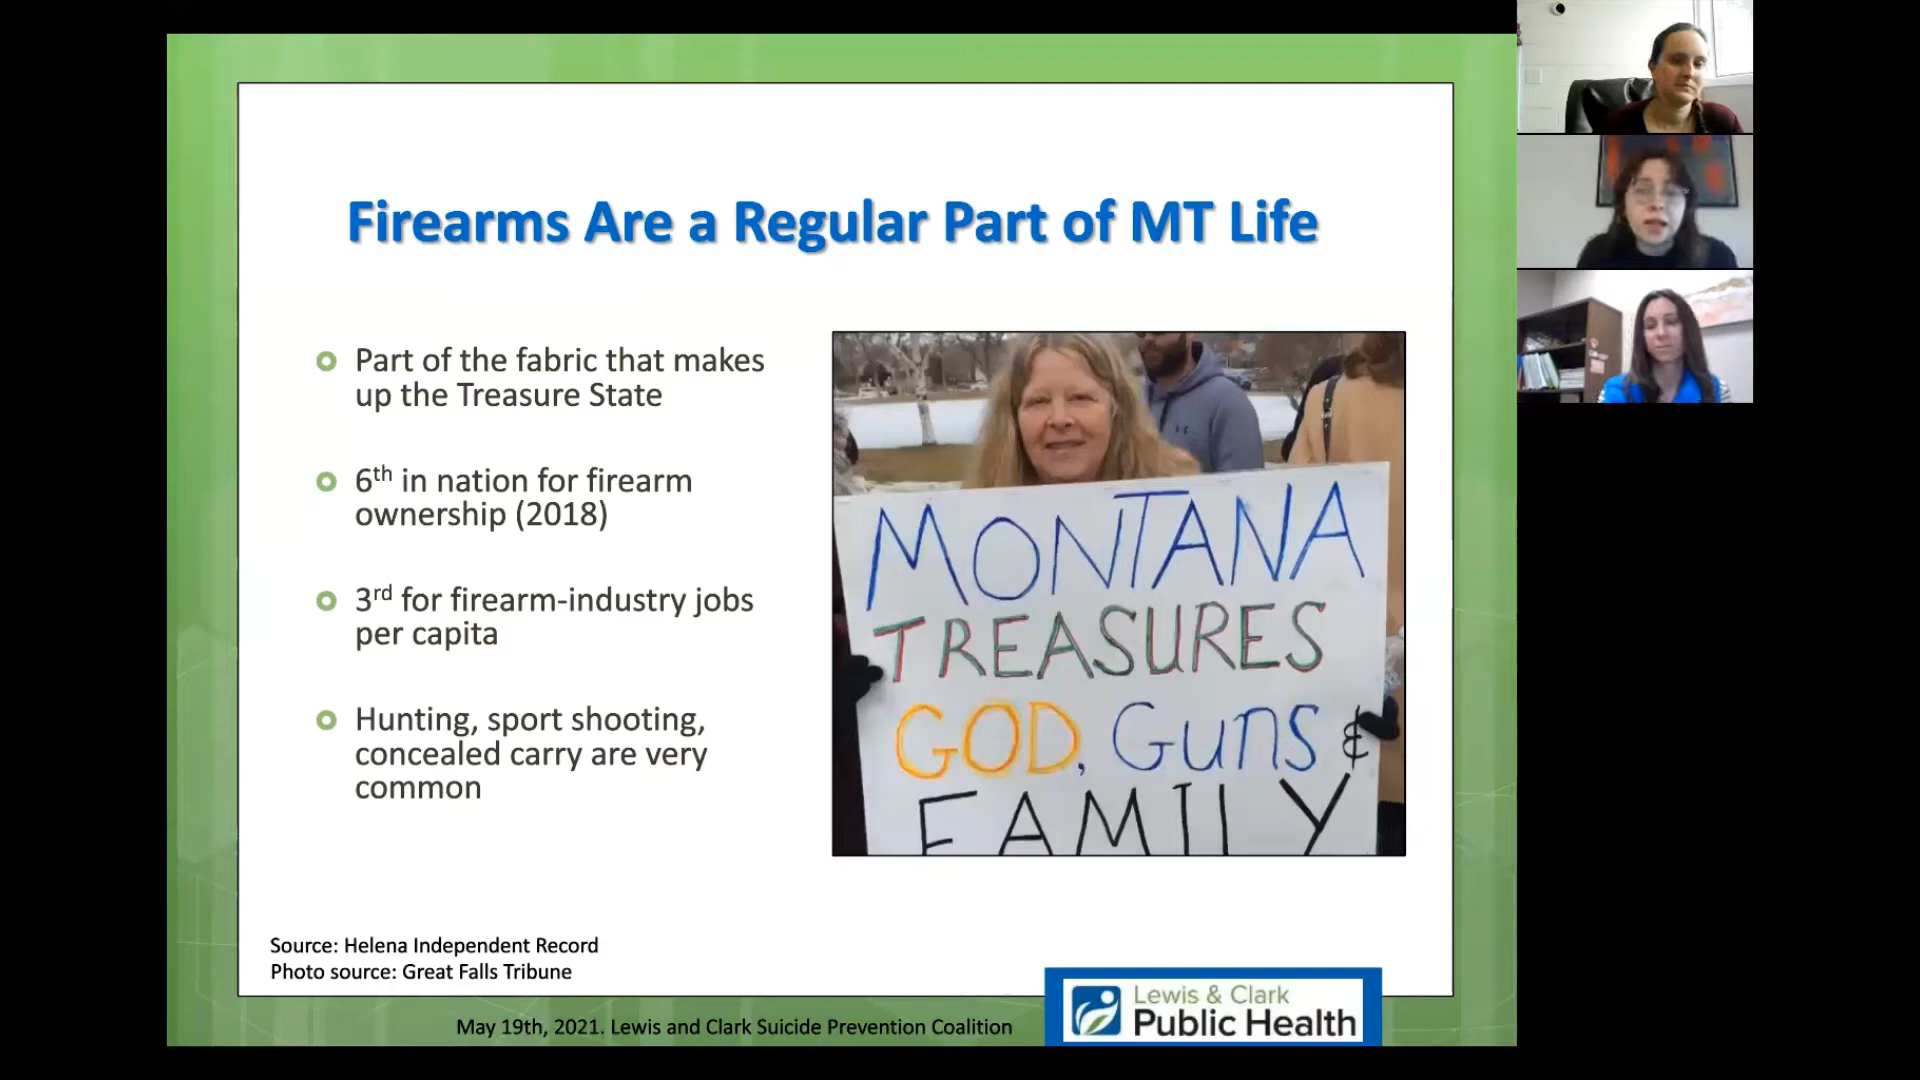 Firearms Are a Regular Part of MT Life
Part of the fabric that makes
up the Treasure State
6th in nation for firearm
ownership (2018)
3rd for firearm-industry jobs
per capita
Hunting, sport shooting,
concealed carry are very
common
MONTANA
TREASURES
GOD, Guns &
FAMILY
Source: Helena Independent Record
Photo source: Great Falls Tribune
May 19th, 2021. Lewis and Clark Suicide Prevention Coalition
Lewis & Clark
Public Health